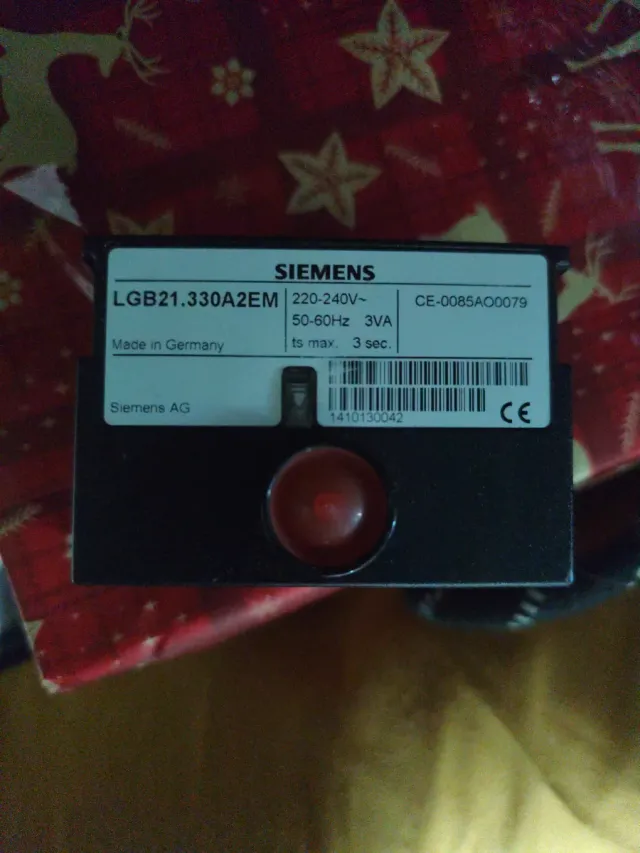 SIEMENS
LGB21.330A2EM
220-240V~
50-60Hz 3VA
ts max. 3 sec.
CE-0085AO0079
Made in Germany
Siemens AG
1410130042
CE